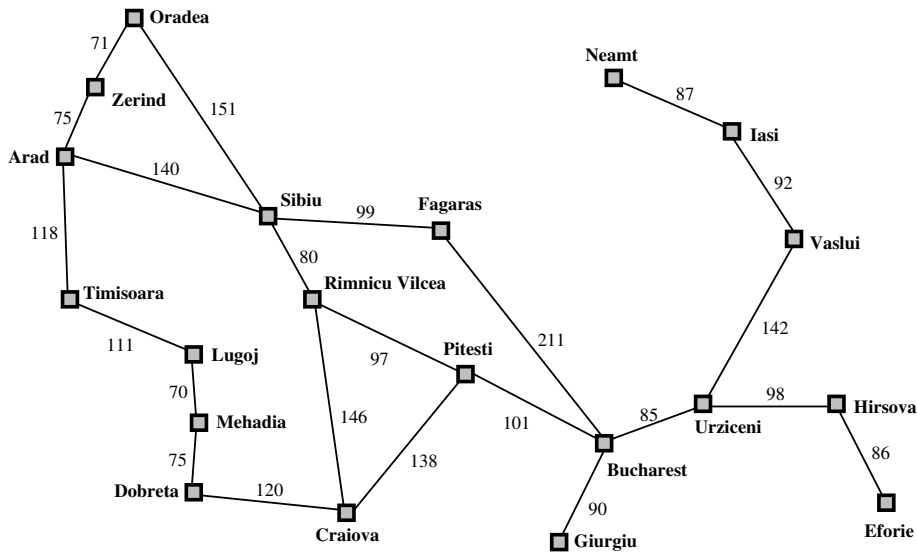 Oradea
71
Neamt
Zerind
87
151
75
Iasi
Arad
140
92
Sibiu
Fagaras
99
118
Vaslui
80
Timisoara
Rimnicu Vilcea
142
111
Lugoj
97
Pitesti
211
70
98
Hirsova
146
85
Mehadia
101
Urziceni
86
75
138
Bucharest
Dobreta
120
90
Craiova
Eforie
Giurgiu